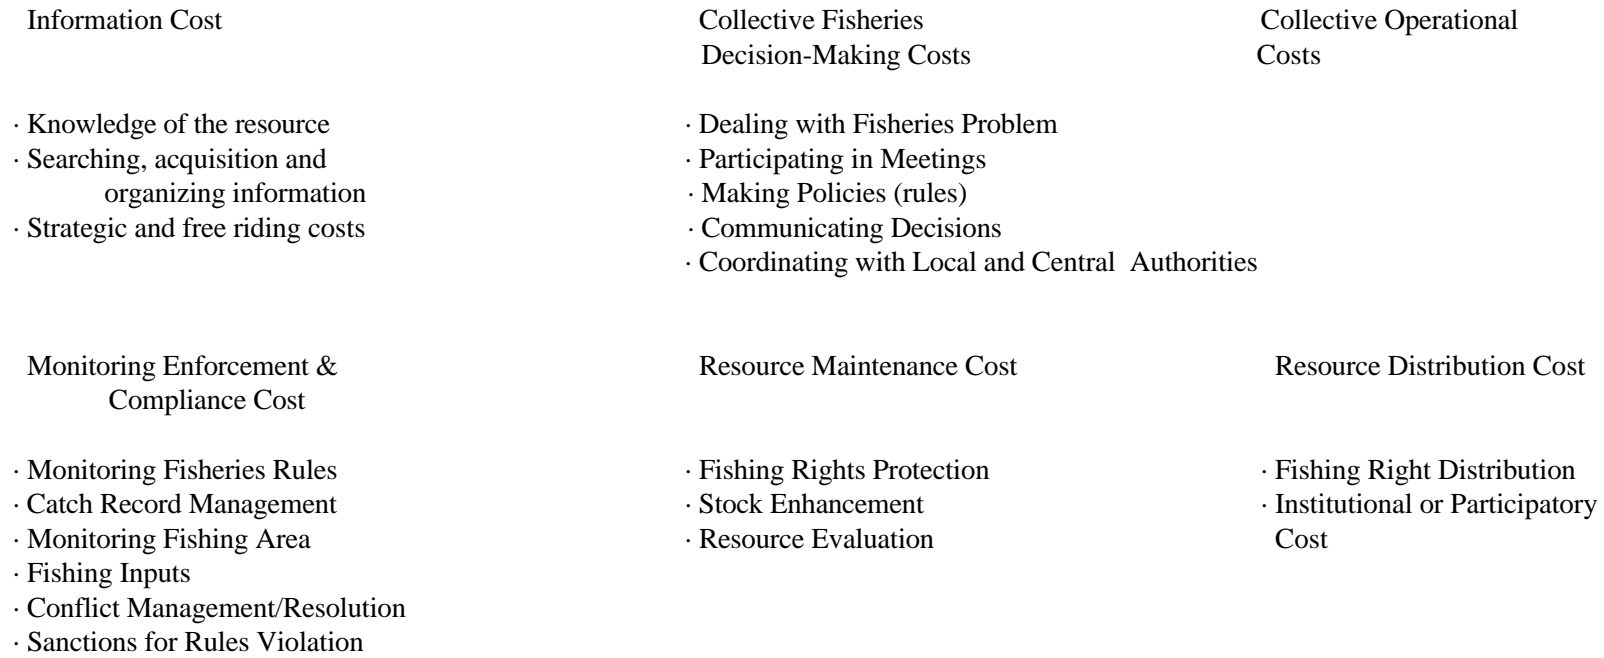 Information Cost
Collective Fisheries
Decision-Making Costs
Collective Operational
Costs
· Knowledge of the resource
· Searching, acquisition and
organizing information
· Strategic and free riding costs
· Dealing with Fisheries Problem
· Participating in Meetings
· Making Policies (rules)
· Communicating Decisions
· Coordinating with Local and Central Authorities
Monitoring Enforcement &
Compliance Cost
Resource Maintenance Cost
Resource Distribution Cost
· Monitoring Fisheries Rules
· Catch Record Management
· Monitoring Fishing Area
· Fishing Inputs
· Conflict Management/Resolution
· Sanctions for Rules Violation
· Fishing Rights Protection
· Stock Enhancement
· Resource Evaluation
· Fishing Right Distribution
· Institutional or Participatory
Cost